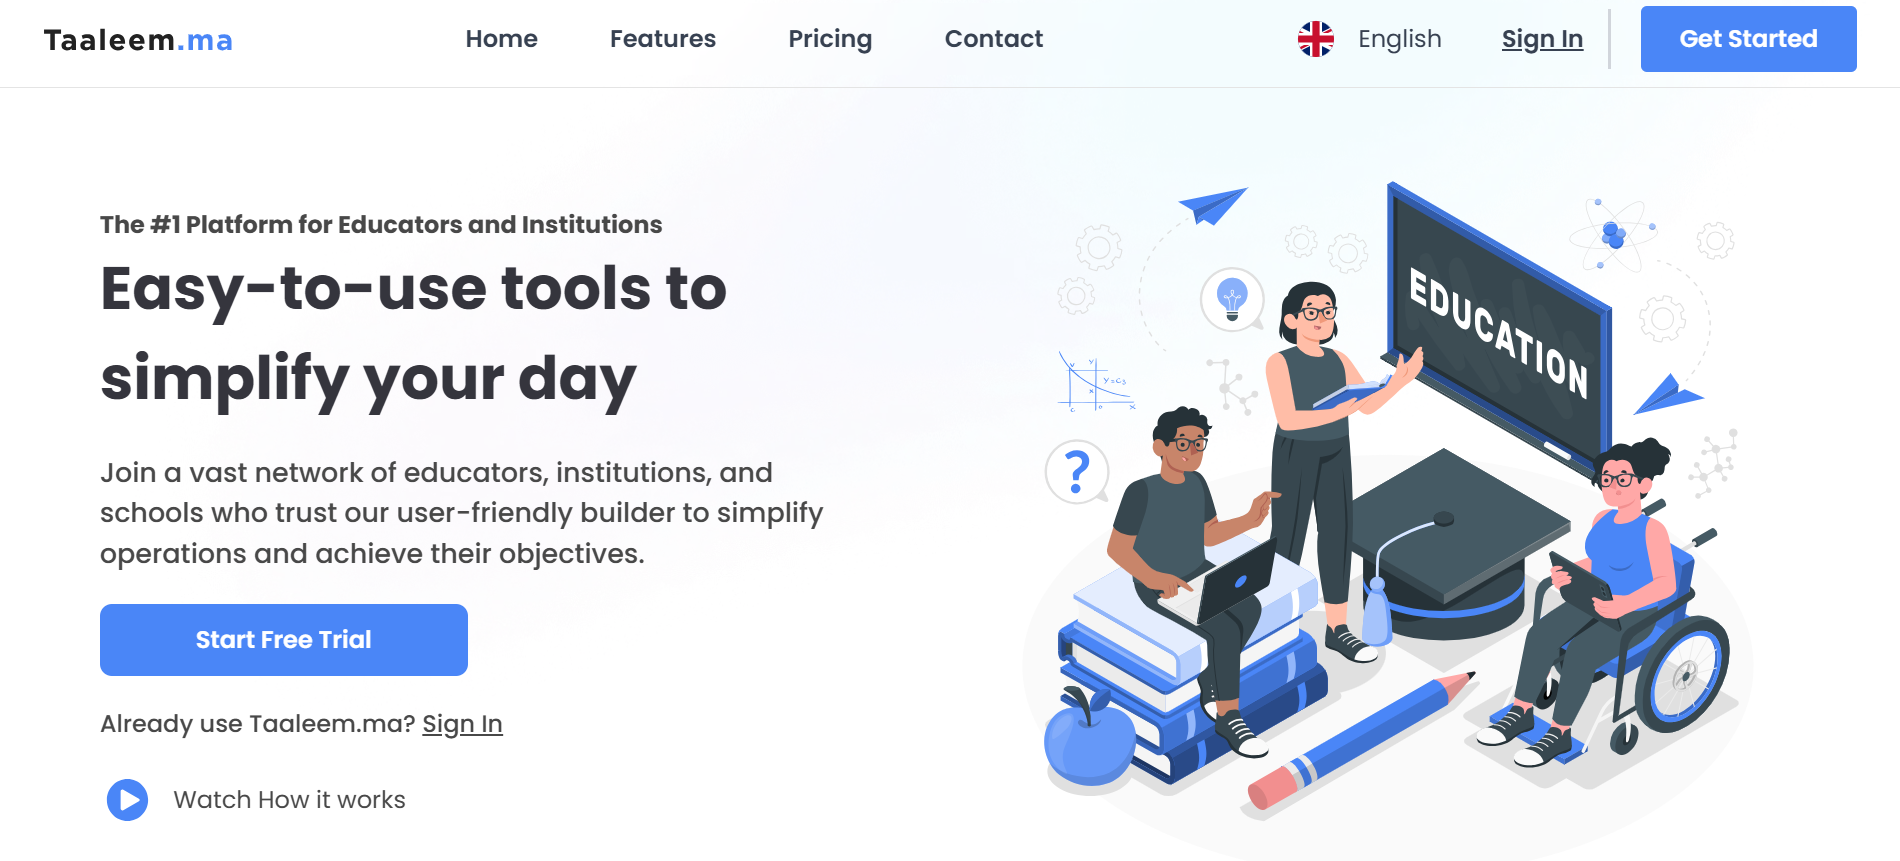 Taaleem.ma
Home Features Pricing Contact English Sign In Get Started
The #1 Platform for Educators and Institutions
Easy-to-use tools to
simplify your day
Join a vast network of educators, institutions, and
schools who trust our user-friendly builder to simplify
operations and achieve their objectives.
Start Free Trial
Already use Taaleem.ma? Sign In
Watch How it works
EDUCATION
?